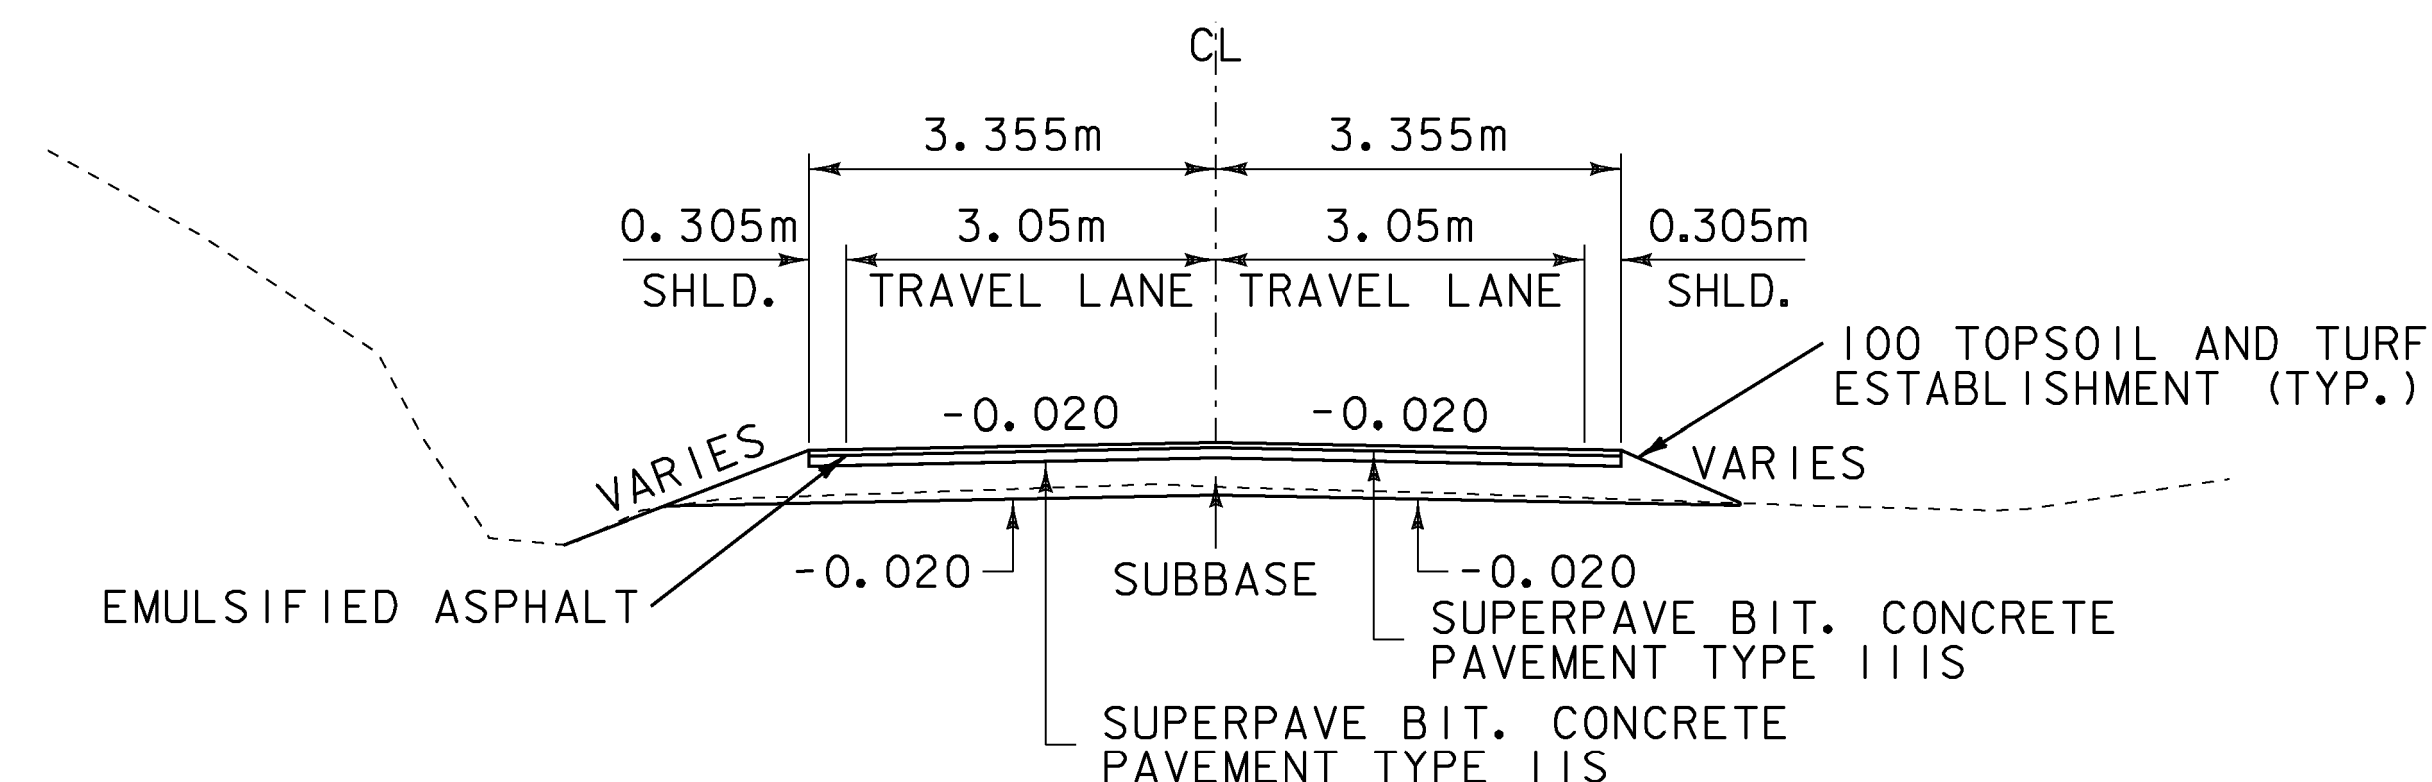 CL
3.355m 3.355m
0.305m 3.05m 3.05m 0.305m
SHLD. TRAVEL LANE TRAVEL LANE SHLD.
100 TOPSOIL AND TURF
ESTABLISHMENT (TYP.)
-0.020 -0.020
VARIES VARIES
-0.020 SUBBASE -0.020
EMULSIFIED ASPHALT
SUPERPAVE BIT. CONCRETE
PAVEMENT TYPE IIIS
SUPERPAVE BIT. CONCRETE
PAVEMENT TYPE IIS